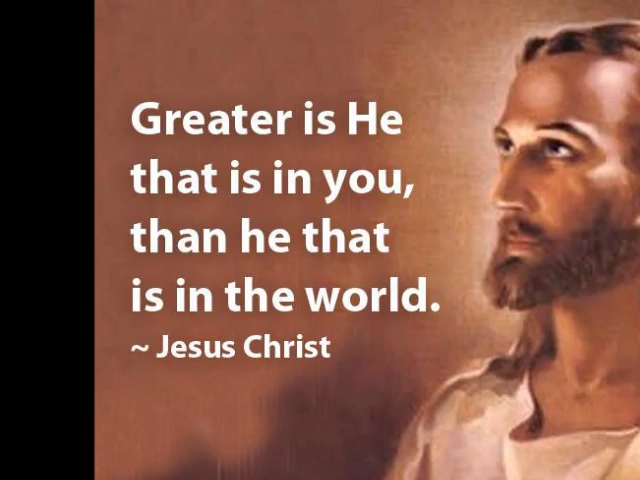 Greater is He
that is in you,
than he that
is in the world.
~ Jesus Christ